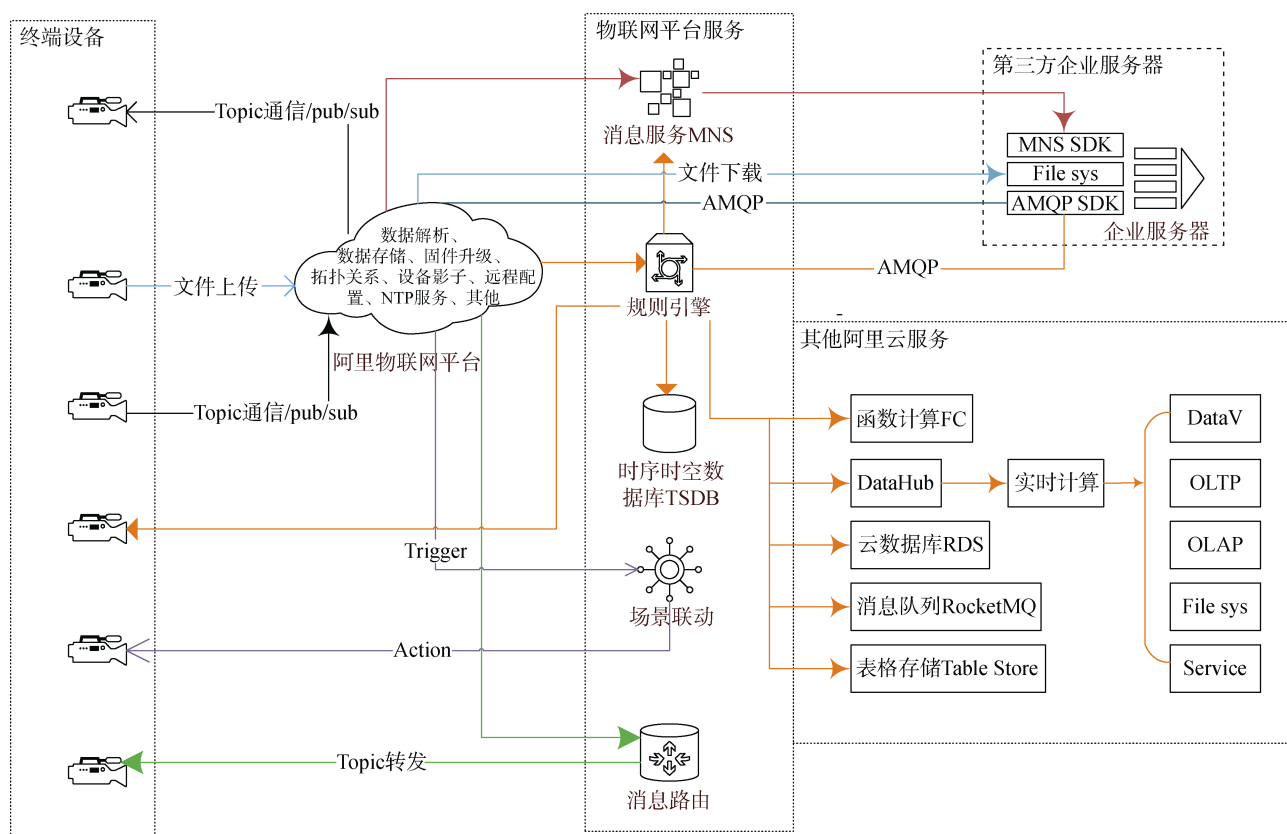 终端设备
物联网平台服务
第三方企业服务器
Topic通信/pub/sub
消息服务MNS
MNS SDK
文件下载
File sys
AMQP
AMQP SDK
企业服务器
数据解析、
数据存储、固件升级、
拓扑关系、设备影子、远程配
置、NTP服务、其他
文件上传
AMQP
规则引擎
阿里物联网平台
其他阿里云服务
Topic通信/pub/sub
函数计算FC
DataV
时序时空数
据库TSDB
DataHub
实时计算
OLTP
云数据库RDS
OLAP
Trigger
场景联动
消息队列RocketMQ
File sys
Action
表格存储Table Store
Service
Topic转发
消息路由